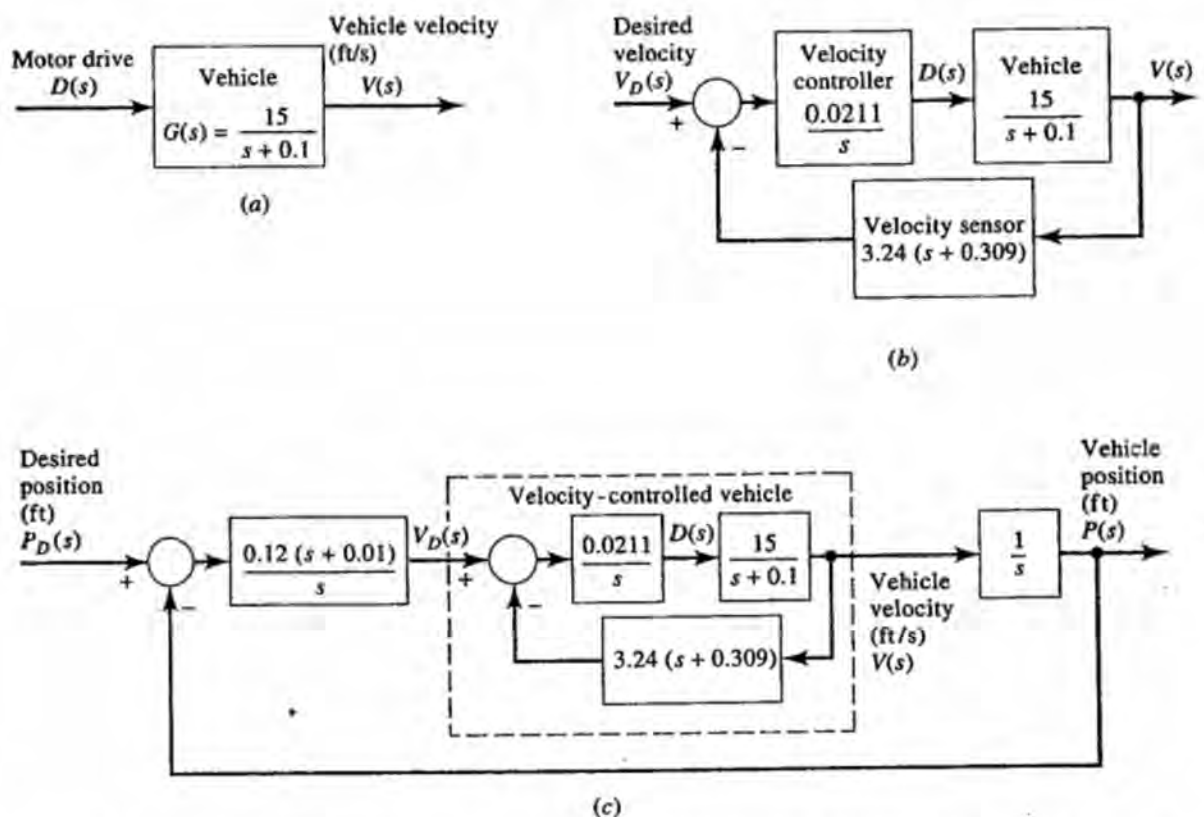 Motor drive
D(s)
Vehicle
G(s) = 15 / (s + 0.1)
Vehicle velocity
(ft/s)
V(s)
(a)
Desired
velocity
V_D(s)
+
−
Velocity
controller
0.0211 / s
D(s)
Vehicle
15 / (s + 0.1)
V(s)
Velocity sensor
3.24 (s + 0.309)
(b)
Desired
position
(ft)
P_D(s)
+
−
0.12 (s + 0.01) / s
V_D(s)
+
−
Velocity-controlled vehicle
0.0211 / s
D(s)
15 / (s + 0.1)
3.24 (s + 0.309)
Vehicle
velocity
(ft/s)
V(s)
1 / s
Vehicle
position
(ft)
P(s)
(c)